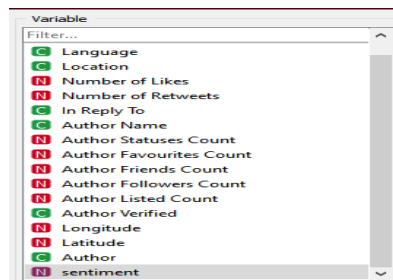 Variable
Filter...
C Language
C Location
N Number of Likes
N Number of Retweets
C In Reply To
C Author Name
N Author Statuses Count
N Author Favourites Count
N Author Friends Count
N Author Followers Count
N Author Listed Count
C Author Verified
N Longitude
N Latitude
C Author
N sentiment